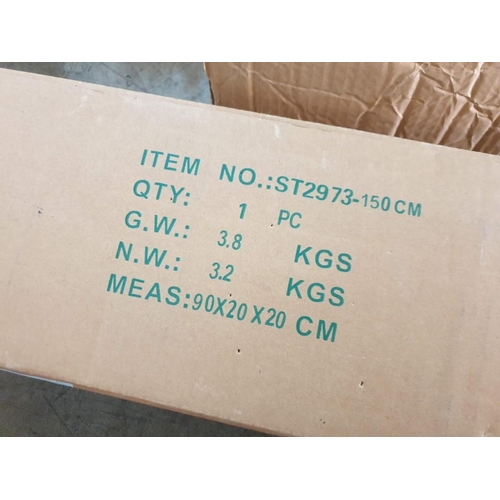 ITEM NO.:ST2973-150CM
QTY: 1 PC
G.W.: 3.8 KGS
N.W.: 3.2 KGS
MEAS:90X20X20 CM